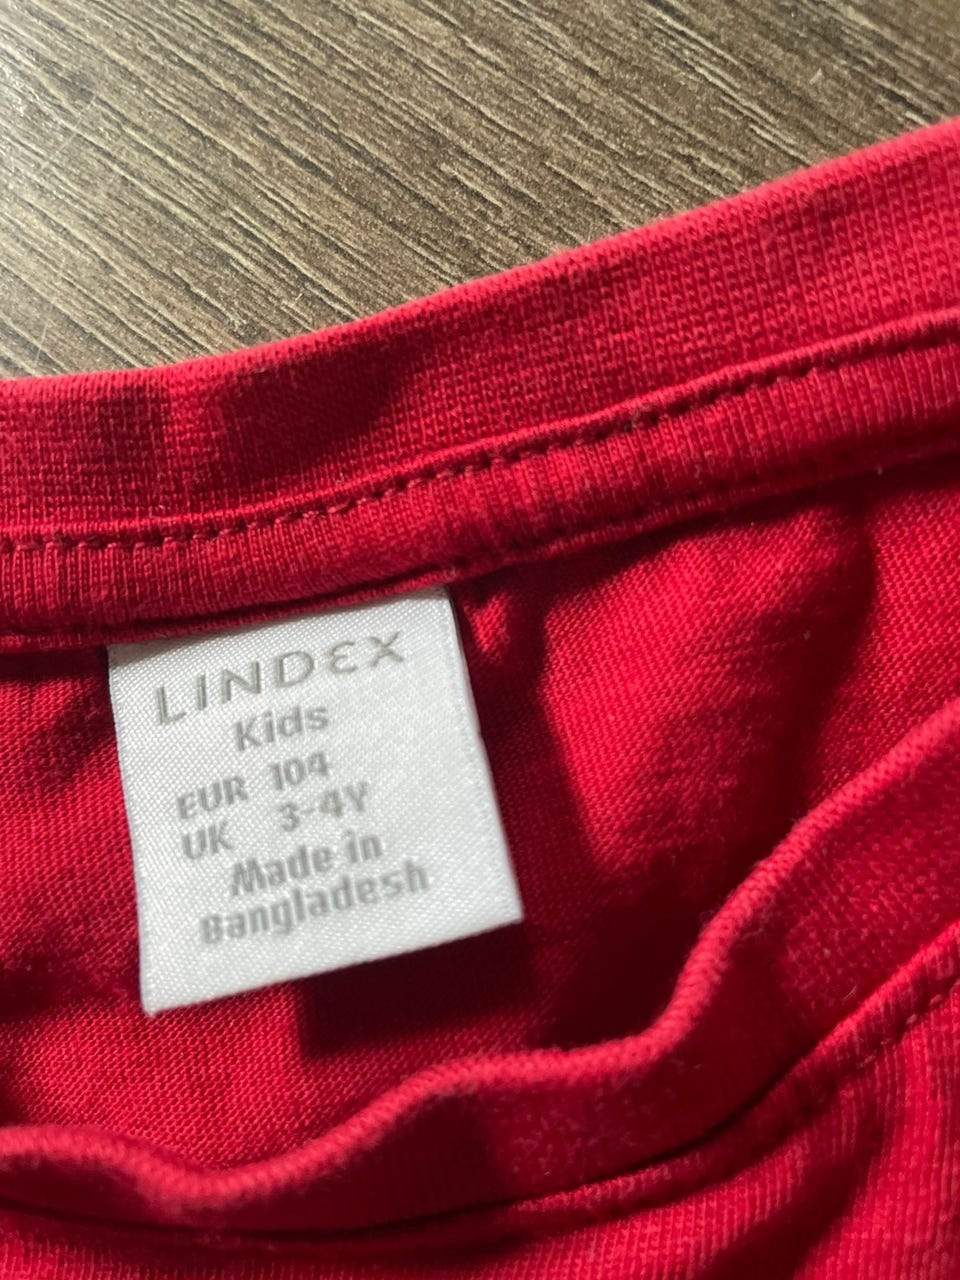 LINDEX
Kids
EUR 104
UK 3-4Y
Made in
Bangladesh